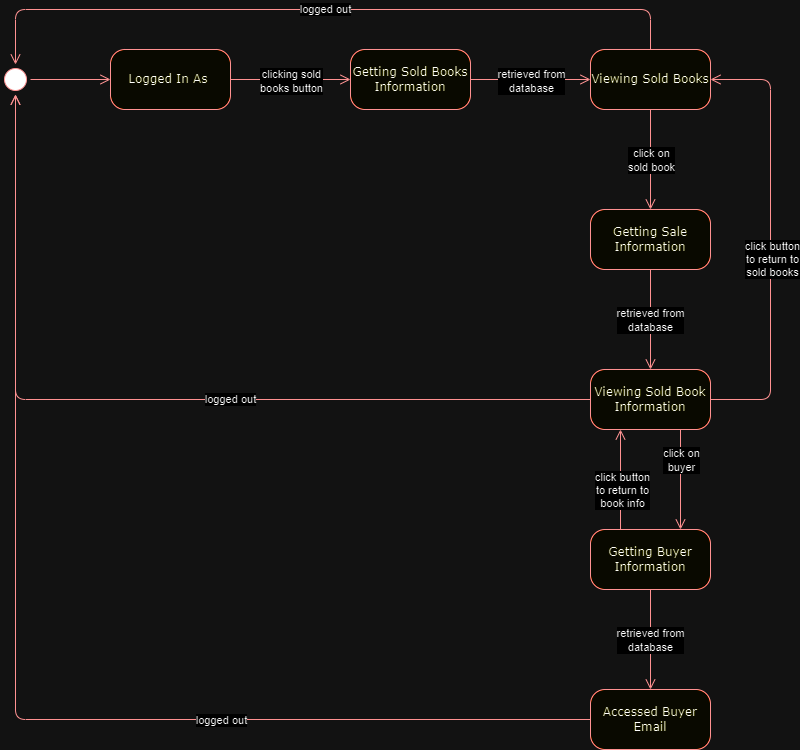 logged out
Logged In As
clicking sold
books button
Getting Sold Books
Information
retrieved from
database
Viewing Sold Books
click on
sold book
Getting Sale
Information
click button
to return to
sold books
retrieved from
database
Viewing Sold Book
Information
logged out
click on
buyer
click button
to return to
book info
Getting Buyer
Information
retrieved from
database
Accessed Buyer
Email
logged out